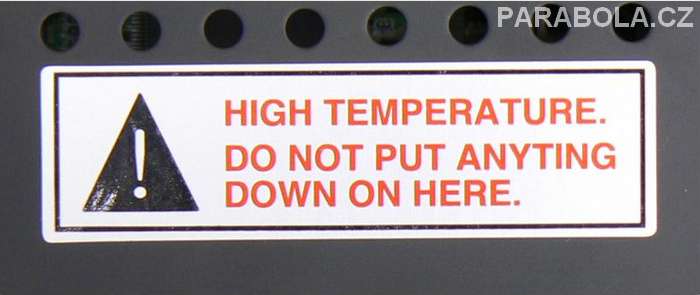 PARABOLA.CZ
HIGH TEMPERATURE.
DO NOT PUT ANYTING
DOWN ON HERE.